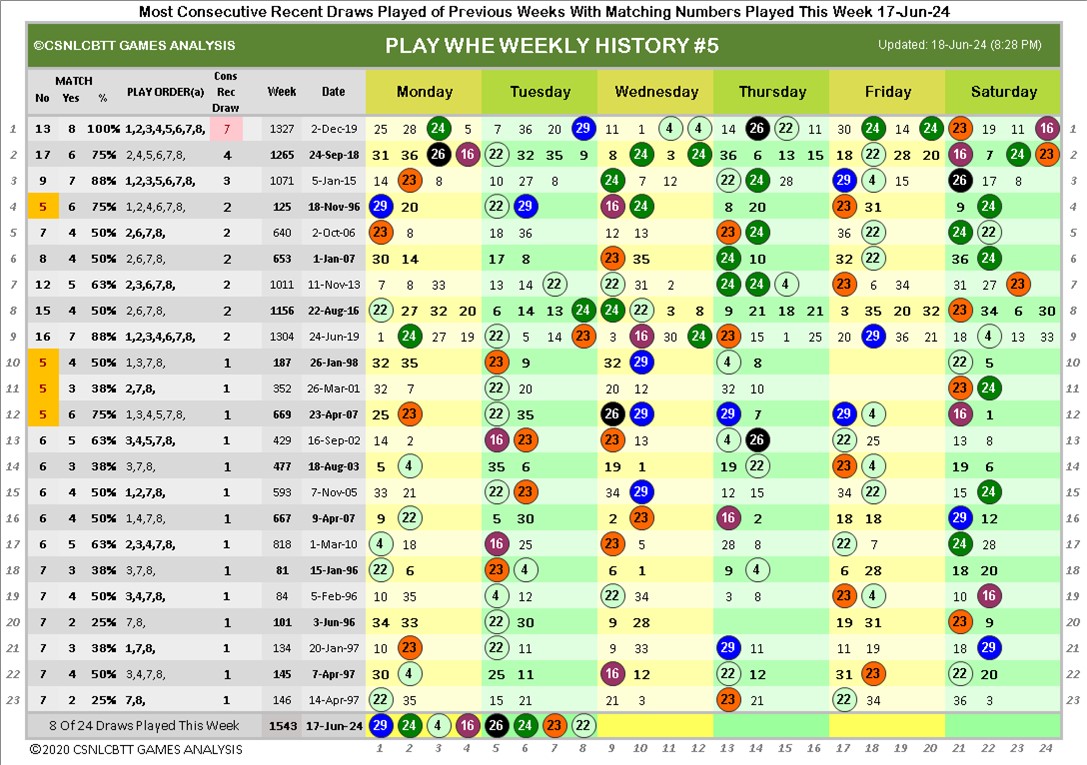 Most Consecutive Recent Draws Played of Previous Weeks With Matching Numbers Played This Week 17-Jun-24
©CSNLCBTT GAMES ANALYSIS PLAY WHE WEEKLY HISTORY #5 Updated: 18-Jun-24 (8:28 PM)
No MATCH Yes % PLAY ORDER(a) Cons Rec Draw Week Date Monday Tuesday Wednesday Thursday Friday Saturday
1 13 8 100% 1,2,3,4,5,6,7,8, 7 1327 2-Dec-19 25 28 24 5 7 36 20 29 11 1 4 4 14 26 22 11 30 24 14 24 23 19 11 16 1
2 17 6 75% 2,4,5,6,7,8, 4 1265 24-Sep-18 31 36 26 16 22 32 35 9 8 24 3 24 36 6 13 15 18 22 28 20 16 7 24 23 2
3 9 7 88% 1,2,3,5,6,7,8, 3 1071 5-Jan-15 14 23 8 10 27 8 24 7 12 22 24 28 29 4 15 26 17 8 3
4 5 6 75% 1,2,4,6,7,8, 2 125 18-Nov-96 29 20 22 29 16 24 8 20 23 31 9 24 4
5 7 4 50% 2,6,7,8, 2 640 2-Oct-06 23 8 18 36 12 13 23 24 36 22 24 22 5
6 8 4 50% 2,6,7,8, 2 653 1-Jan-07 30 14 17 8 23 35 24 10 32 22 36 24 6
7 12 5 63% 2,3,6,7,8, 2 1011 11-Nov-13 7 8 33 13 14 22 22 31 2 24 24 4 23 6 34 31 27 23 7
8 15 4 50% 2,6,7,8, 2 1156 22-Aug-16 22 27 32 20 6 14 13 24 24 22 3 8 9 21 18 21 3 35 20 32 23 34 6 30 8
9 16 7 88% 1,2,3,4,6,7,8, 2 1304 24-Jun-19 1 24 27 19 22 5 14 23 3 16 30 24 23 15 1 25 20 29 36 21 22 4 13 33 9
10 5 4 50% 1,3,7,8, 1 187 26-Jan-98 32 35 23 9 32 29 4 8 22 5 10
11 5 3 38% 2,7,8, 1 352 26-Mar-01 32 7 22 20 20 12 32 10 23 24 11
12 5 6 75% 1,3,4,5,7,8, 1 669 23-Apr-07 25 23 22 35 26 29 29 7 29 4 16 1 12
13 6 5 63% 3,4,5,7,8, 1 429 16-Sep-02 14 2 16 23 23 13 4 26 22 25 13 8 13
14 6 3 38% 3,7,8, 1 477 18-Aug-03 5 4 35 6 19 1 19 22 23 4 19 6 14
15 6 4 50% 1,2,7,8, 1 593 7-Nov-05 33 21 22 23 34 29 12 15 34 22 15 24 15
16 6 4 50% 1,4,7,8, 1 667 9-Apr-07 9 22 5 30 2 23 16 2 18 18 29 12 16
17 6 5 63% 2,3,4,7,8, 1 818 1-Mar-10 4 18 16 25 23 5 28 8 22 7 24 28 17
18 7 3 38% 3,7,8, 1 81 15-Jan-96 22 6 23 4 6 1 9 4 6 28 18 20 18
19 7 4 50% 3,4,7,8, 1 84 5-Feb-96 10 35 4 12 22 34 3 8 23 4 10 16 19
20 7 2 25% 7,8, 1 101 3-Jun-96 34 33 22 30 9 28 19 31 23 9 20
21 7 3 38% 1,7,8, 1 134 20-Jan-97 10 23 22 11 9 33 29 11 11 19 18 29 21
22 7 4 50% 3,4,7,8, 1 145 7-Apr-97 30 4 25 11 16 12 22 12 31 23 22 20 22
23 7 2 25% 7,8, 1 146 14-Apr-97 22 35 15 21 21 3 23 21 22 34 36 3 23
8 Of 24 Draws Played This Week 1543 17-Jun-24 29 24 4 16 26 24 23 22
©2020 CSNLCBTT GAMES ANALYSIS 1 2 3 4 5 6 7 8 9 10 11 12 13 14 15 16 17 18 19 20 21 22 23 24